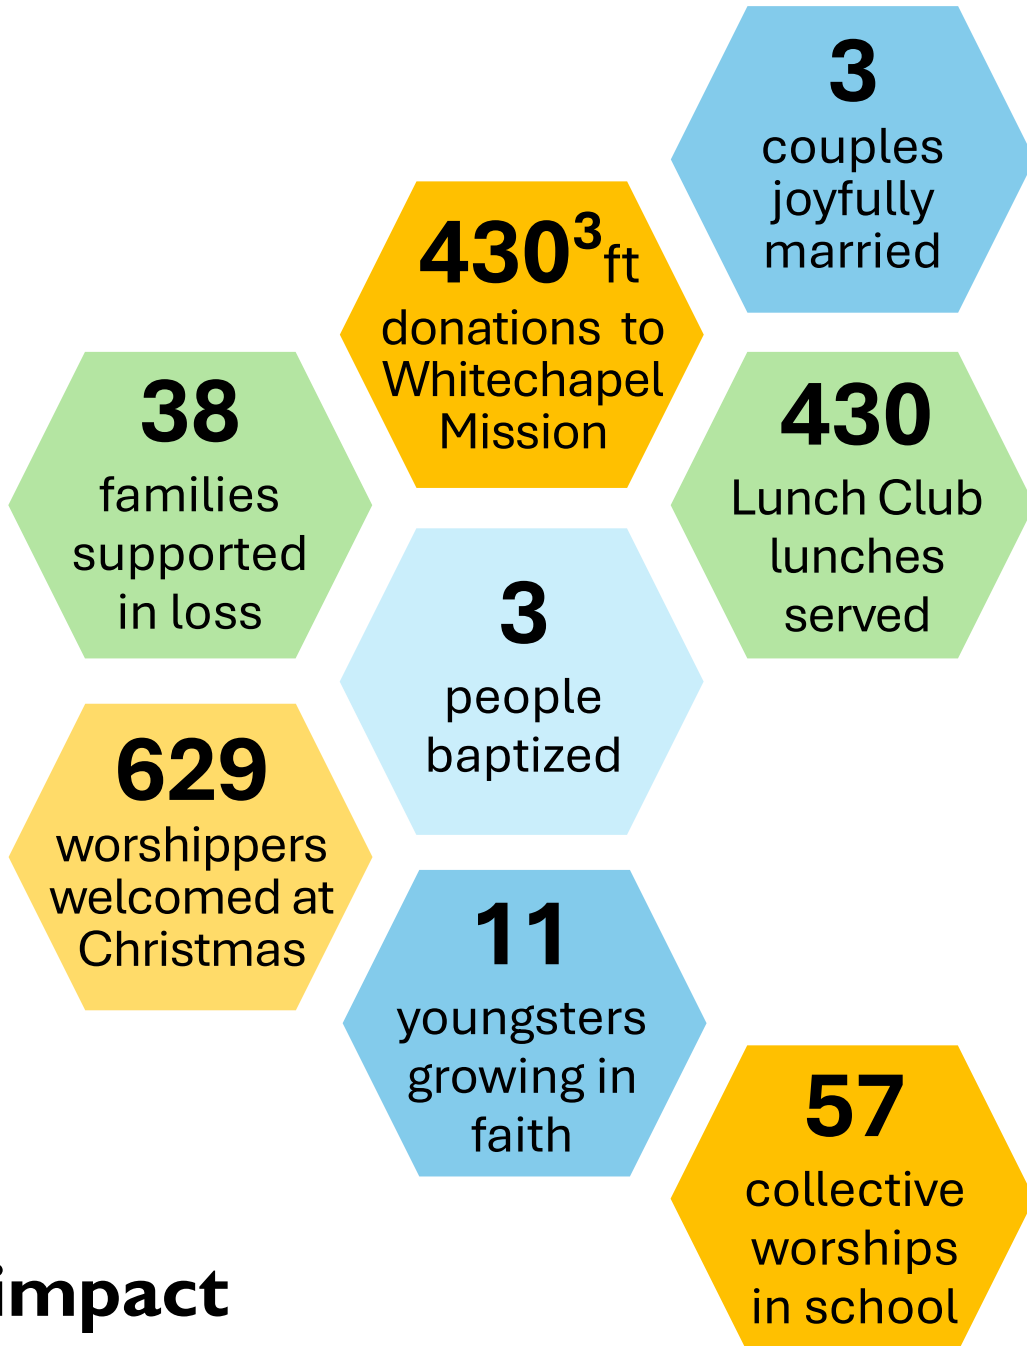 3
couples
joyfully
married
430³ft
donations to
Whitechapel
Mission
38
families
supported
in loss
430
Lunch Club
lunches
served
3
people
baptized
629
worshippers
welcomed at
Christmas
11
youngsters
growing in
faith
57
collective
worships
in school
impact